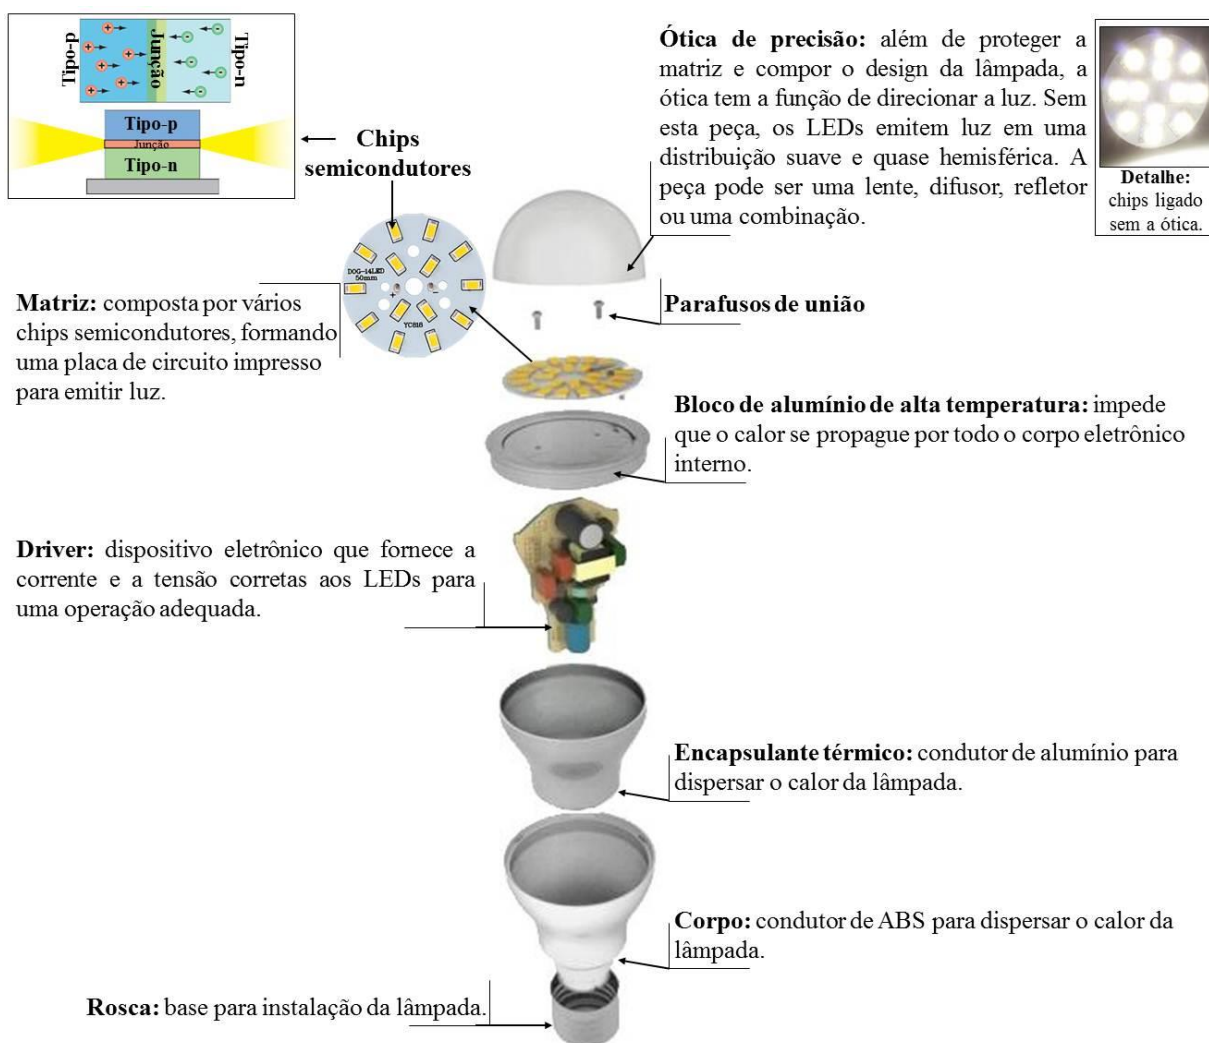 Tipo-p
Junção
Tipo-n
Tipo-p
Junção
Tipo-n
Chips
semicondutores
Ótica de precisão: além de proteger a
matriz e compor o design da lâmpada, a
ótica tem a função de direcionar a luz. Sem
esta peça, os LEDs emitem luz em uma
distribuição suave e quase hemisférica. A
peça pode ser uma lente, difusor, refletor
ou uma combinação.
Detalhe:
chips ligado
sem a ótica.
DOG-14LED
50mm
+
-
YC818
Matriz: composta por vários
chips semicondutores, formando
uma placa de circuito impresso
para emitir luz.
Parafusos de união
Bloco de alumínio de alta temperatura: impede
que o calor se propague por todo o corpo eletrônico
interno.
Driver: dispositivo eletrônico que fornece a
corrente e a tensão corretas aos LEDs para
uma operação adequada.
Encapsulante térmico: condutor de alumínio para
dispersar o calor da lâmpada.
Corpo: condutor de ABS para dispersar o calor da
lâmpada.
Rosca: base para instalação da lâmpada.